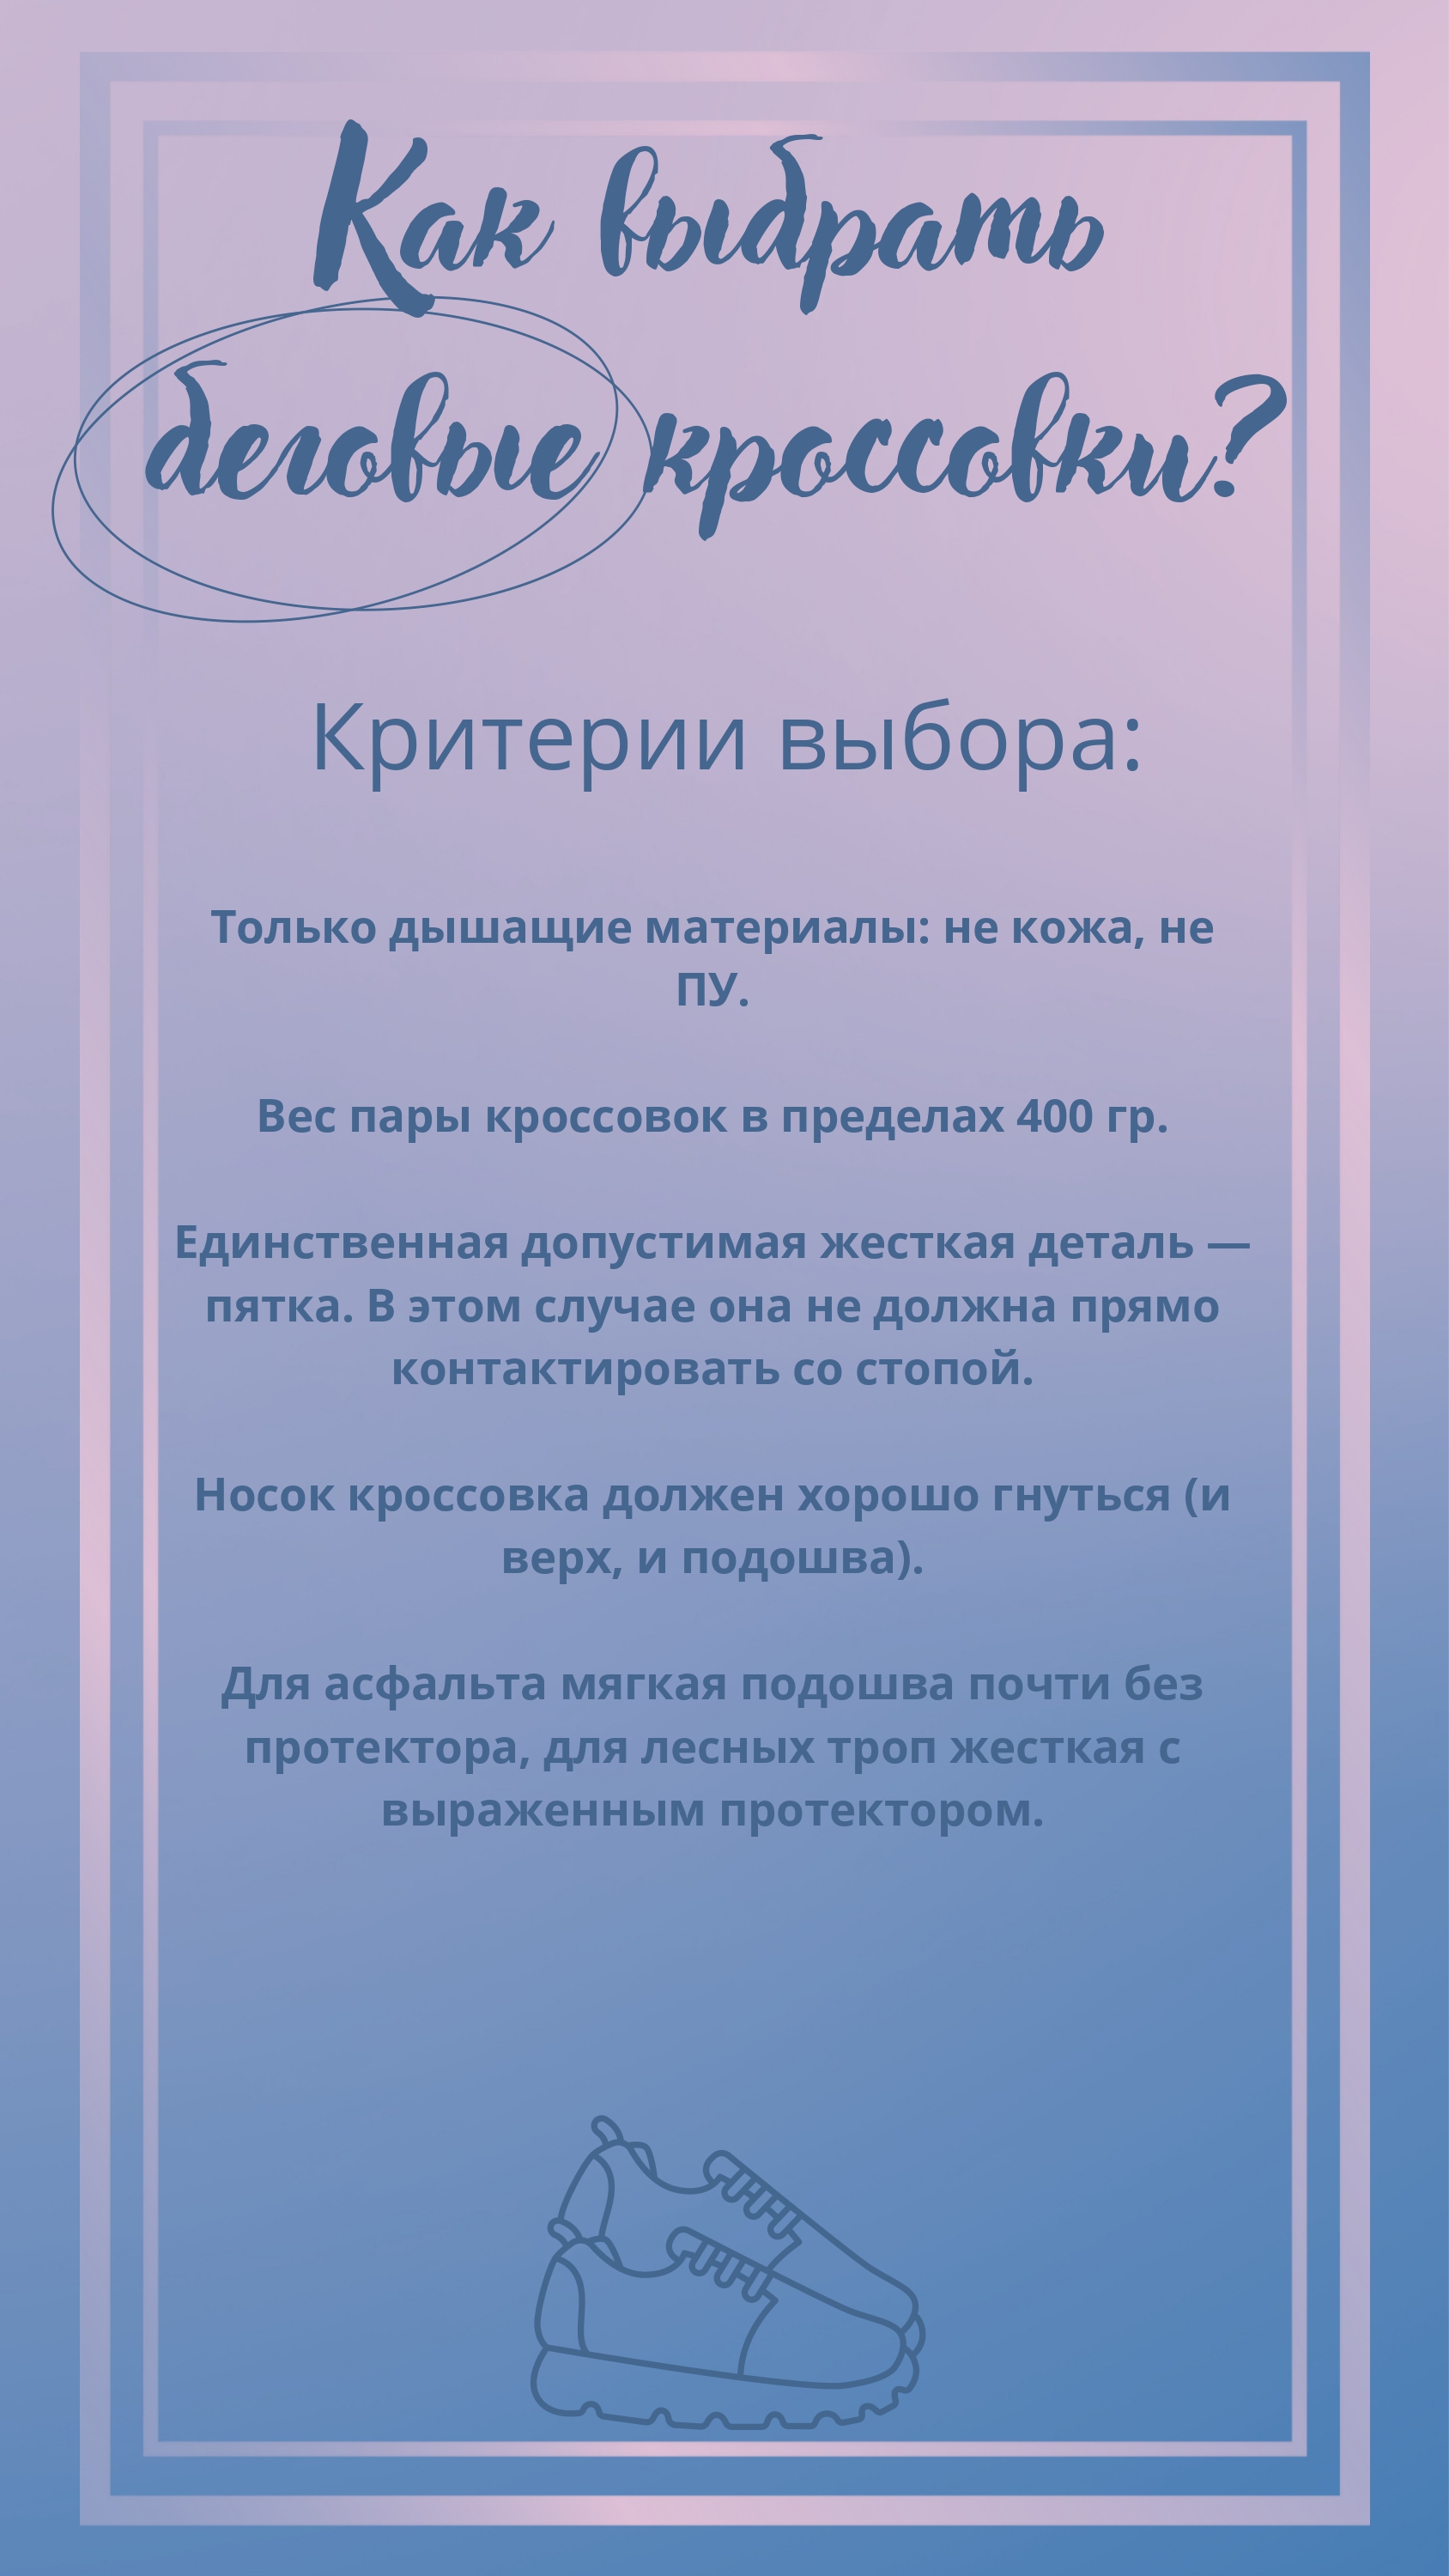 Как выбрать
беговые кроссовки?
Критерии выбора:
Только дышащие материалы: не кожа, не
ПУ.
Вес пары кроссовок в пределах 400 гр.
Единственная допустимая жесткая деталь —
пятка. В этом случае она не должна прямо
контактировать со стопой.
Носок кроссовка должен хорошо гнуться (и
верх, и подошва).
Для асфальта мягкая подошва почти без
протектора, для лесных троп жесткая с
выраженным протектором.